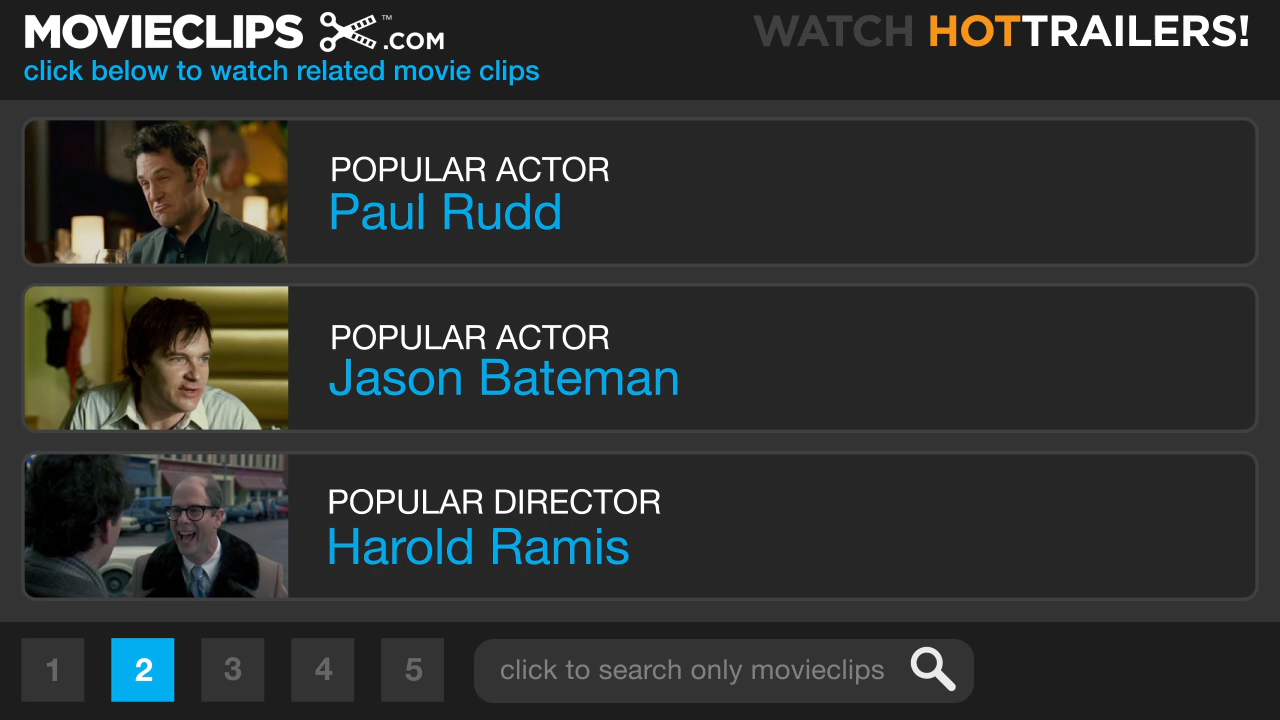 MOVIECLIPS ™ .COM
WATCH HOTTRAILERS!
click below to watch related movie clips
POPULAR ACTOR
Paul Rudd
POPULAR ACTOR
Jason Bateman
POPULAR DIRECTOR
Harold Ramis
1 2 3 4 5 click to search only movieclips